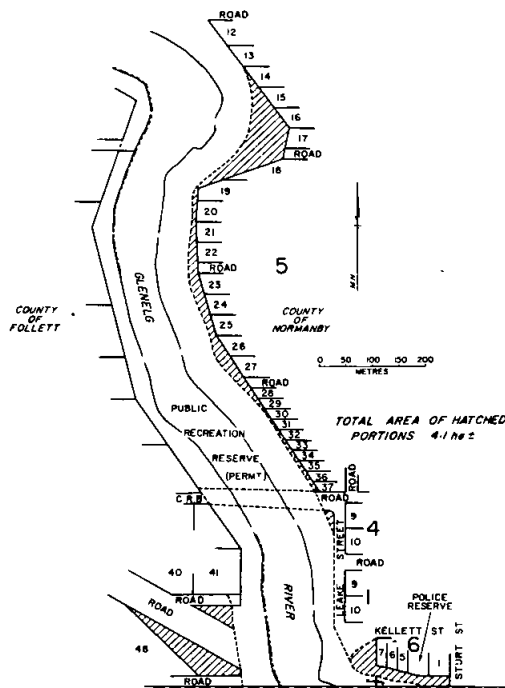 ROAD
12
13
14
15
16
17
ROAD
18
19
20
21
22
ROAD
23
24
25
26
27
ROAD
28
29
30
31
32
33
34
35
36
37
ROAD
ROAD
5
COUNTY
OF
NORMANBY
MN
0 50 100 150 200
METRES
TOTAL AREA OF HATCHED
PORTIONS 4.1 ha ±
GLENELG
COUNTY
OF
FOLLETT
PUBLIC
RECREATION
RESERVE
(PERMT)
C.R.B
RIVER
9
10
4
STREET
ROAD
9
10
1
LEAKE
POLICE
RESERVE
KELLETT ST
6
7 6 5 1
STURT ST
40 41
ROAD
ROAD
48
ROAD